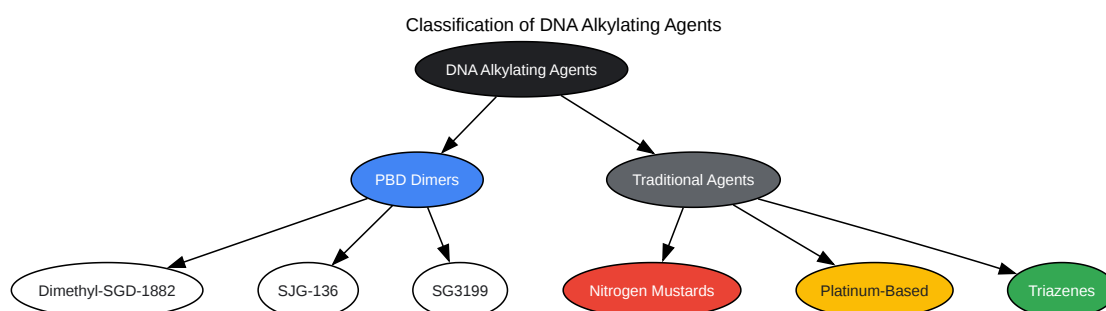 Classification of DNA Alkylating Agents
DNA Alkylating Agents
PBD Dimers
Traditional Agents
Dimethyl-SGD-1882
SJG-136
SG3199
Nitrogen Mustards
Platinum-Based
Triazenes